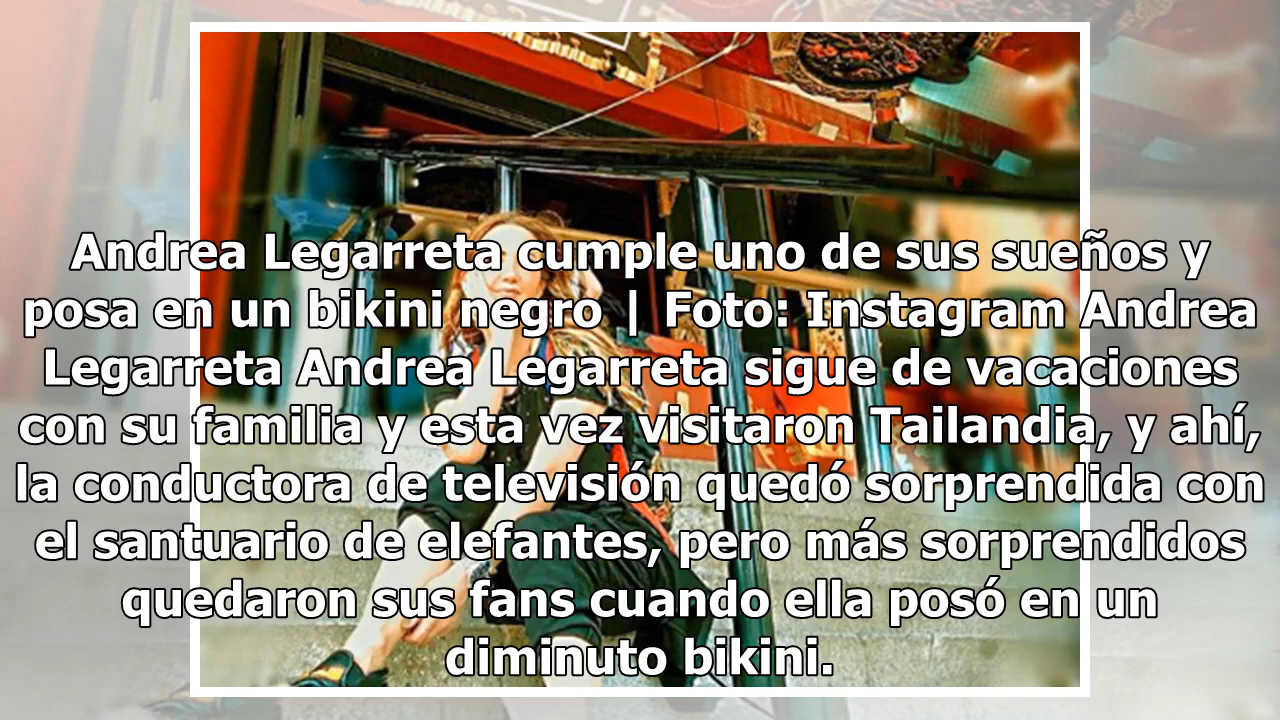 Andrea Legarreta cumple uno de sus sueños y
posa en un bikini negro | Foto: Instagram Andrea
Legarreta Andrea Legarreta sigue de vacaciones
con su familia y esta vez visitaron Tailandia, y ahí,
la conductora de televisión quedó sorprendida con
el santuario de elefantes, pero más sorprendidos
quedaron sus fans cuando ella posó en un
diminuto bikini.